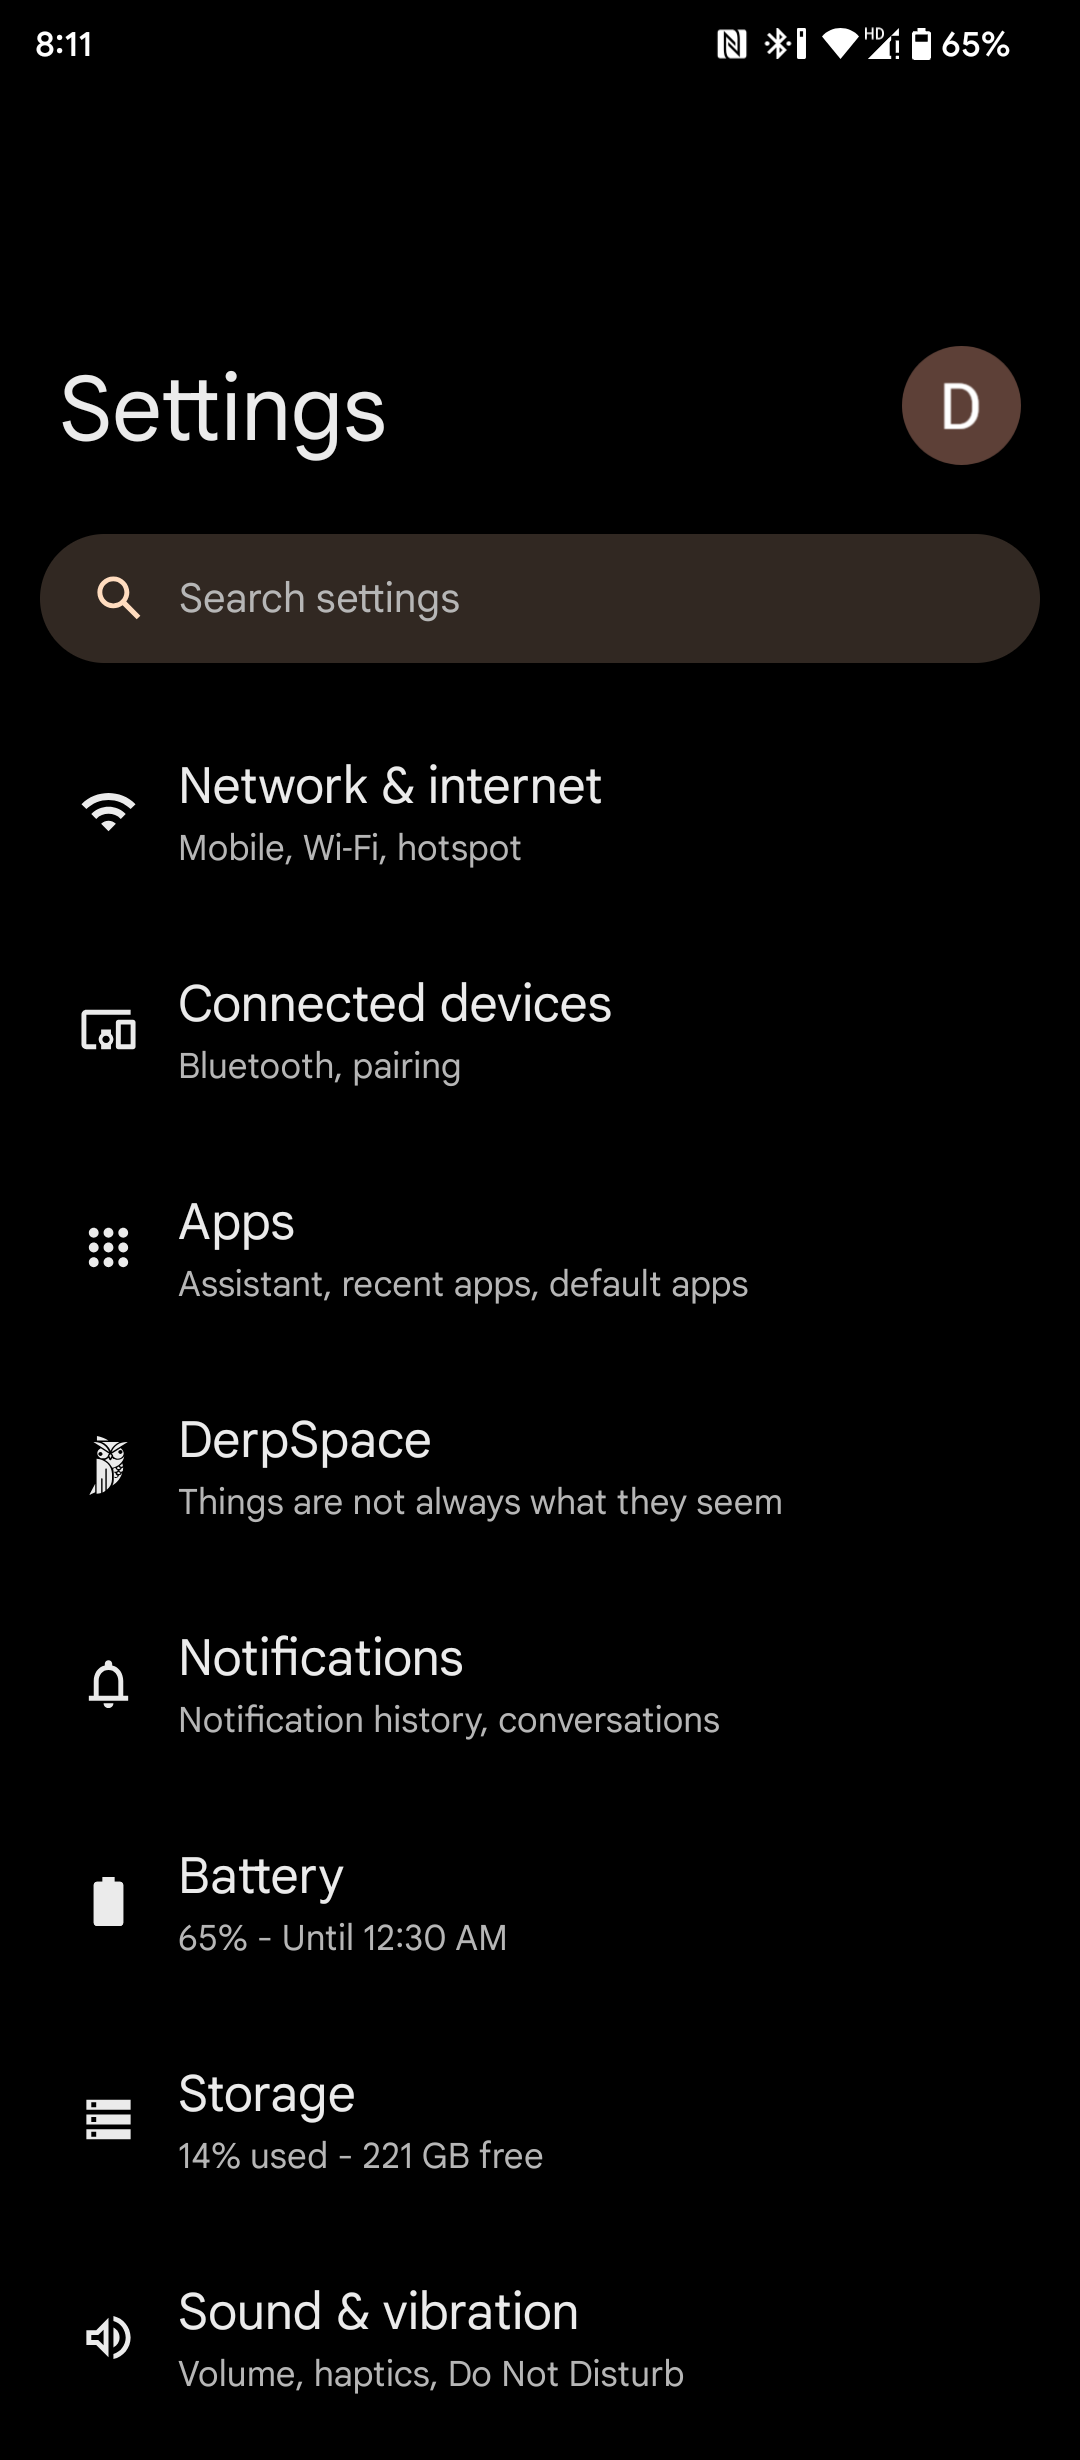 8:11 HD 65%
Settings
D
Search settings
Network & internet
Mobile, Wi-Fi, hotspot
Connected devices
Bluetooth, pairing
Apps
Assistant, recent apps, default apps
DerpSpace
Things are not always what they seem
Notifications
Notification history, conversations
Battery
65% - Until 12:30 AM
Storage
14% used - 221 GB free
Sound & vibration
Volume, haptics, Do Not Disturb